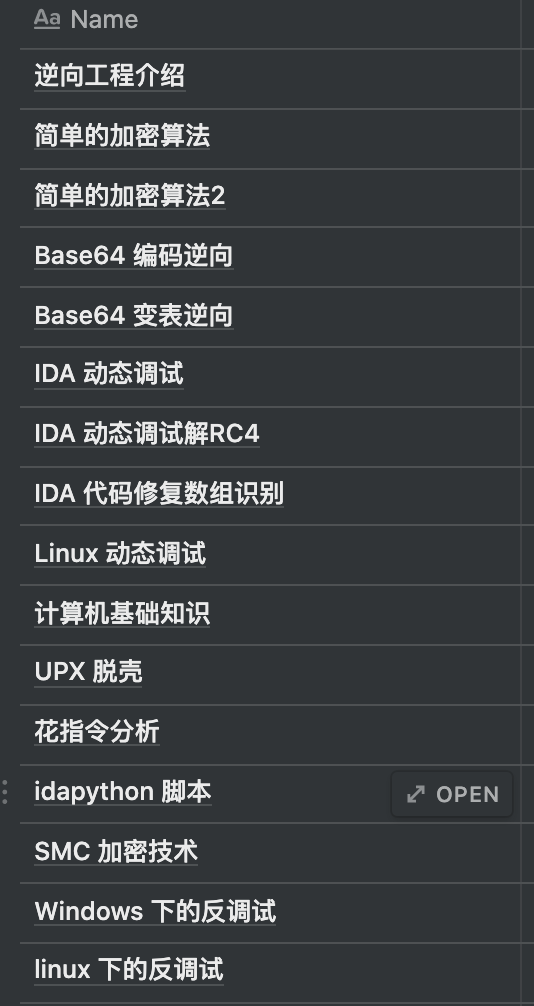 Aa Name
逆向工程介绍
简单的加密算法
简单的加密算法2
Base64 编码逆向
Base64 变表逆向
IDA 动态调试
IDA 动态调试解RC4
IDA 代码修复数组识别
Linux 动态调试
计算机基础知识
UPX 脱壳
花指令分析
idapython 脚本 OPEN
SMC 加密技术
Windows 下的反调试
linux 下的反调试